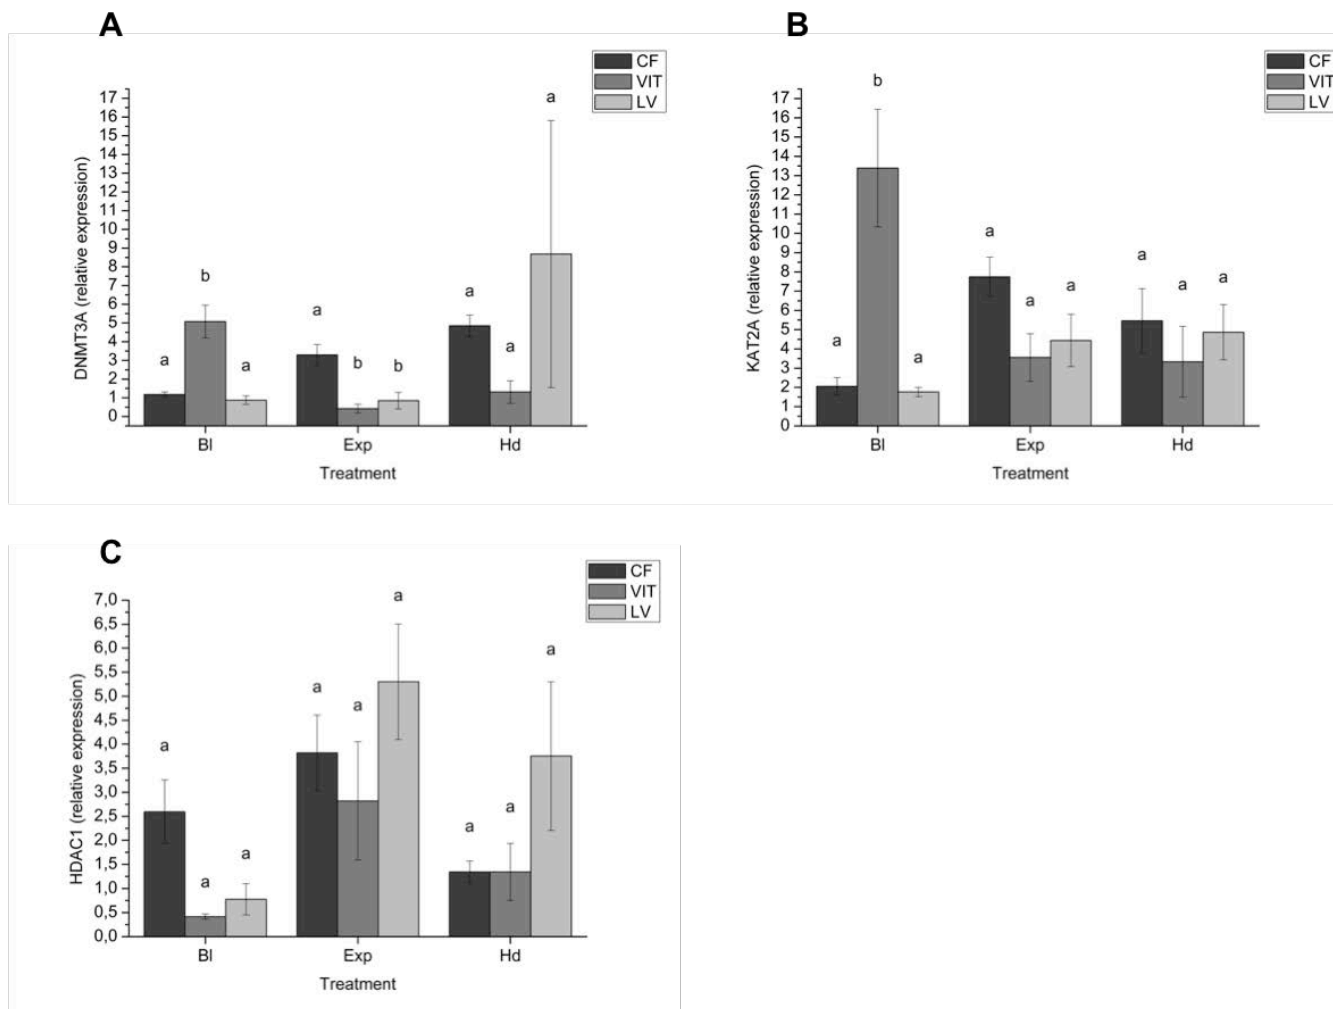 A
CF
VIT
LV
17
16
15
14
13
12
11
10
9
8
7
6
5
4
3
2
1
0
DNMT3A (relative expression)
a
b
a
a
b
b
a
a
a
Bl
Exp
Hd
Treatment
B
CF
VIT
LV
17
16
15
14
13
12
11
10
9
8
7
6
5
4
3
2
1
0
KAT2A (relative expression)
a
b
a
a
a
a
a
a
a
Bl
Exp
Hd
Treatment
C
CF
VIT
LV
7,0
6,5
6,0
5,5
5,0
4,5
4,0
3,5
3,0
2,5
2,0
1,5
1,0
0,5
0,0
HDAC1 (relative expression)
a
a
a
a
a
a
a
a
a
Bl
Exp
Hd
Treatment